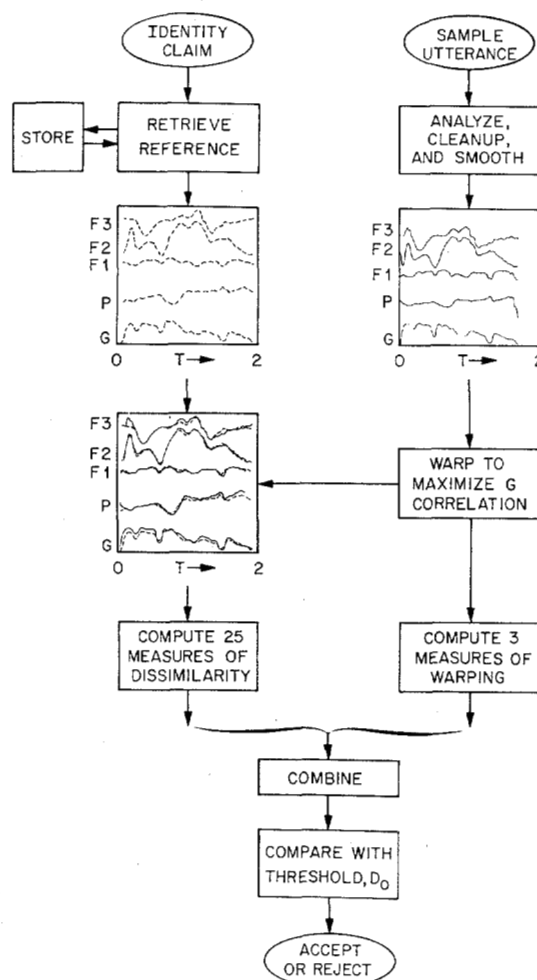 IDENTITY
CLAIM
SAMPLE
UTTERANCE
STORE
RETRIEVE
REFERENCE
ANALYZE,
CLEANUP,
AND SMOOTH
F3
F2
F1
P
G
0 T 2
F3
F2
F1
P
G
0 T 2
F3
F2
F1
P
G
0 T 2
WARP TO
MAXIMIZE G
CORRELATION
COMPUTE 25
MEASURES OF
DISSIMILARITY
COMPUTE 3
MEASURES OF
WARPING
COMBINE
COMPARE WITH
THRESHOLD, D₀
ACCEPT
OR REJECT